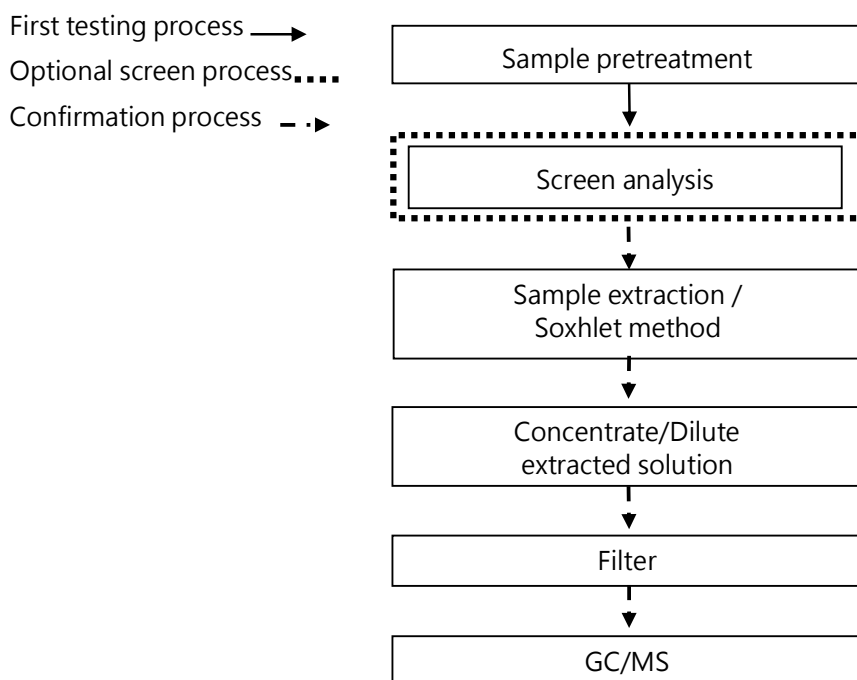 First testing process
Optional screen process
Confirmation process
Sample pretreatment
Screen analysis
Sample extraction /
Soxhlet method
Concentrate/Dilute
extracted solution
Filter
GC/MS